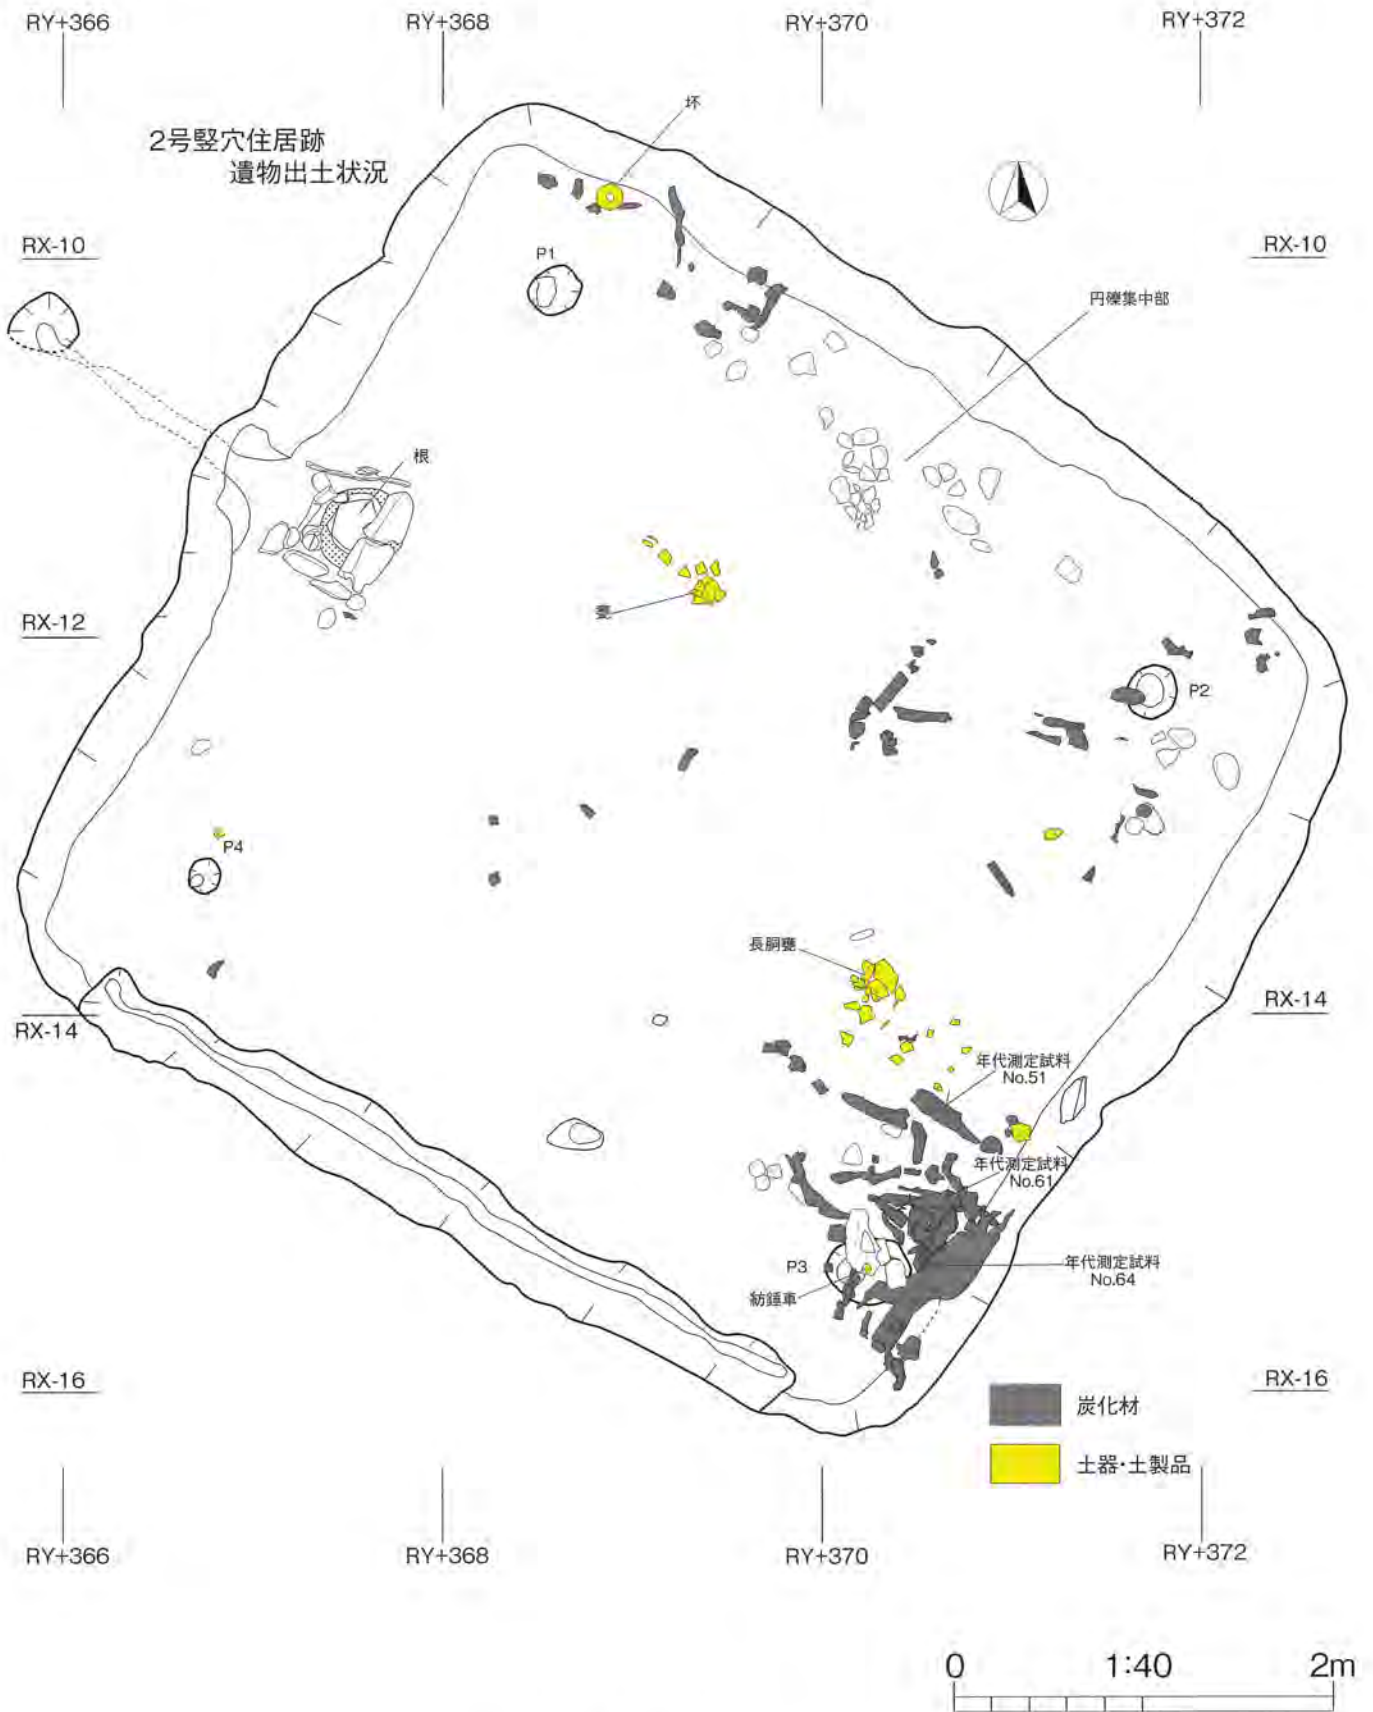 RY+366
RY+368
RY+370
RY+372
坏
2号竪穴住居跡
遺物出土状況
RX-10
RX-10
P1
円礫集中部
根
甕
RX-12
RX-12
P2
P4
長胴甕
RX-14
RX-14
年代測定試料
No.51
年代測定試料
No.61
P3
年代測定試料
No.64
紡錘車
RX-16
RX-16
炭化材
土器・土製品
RY+366
RY+368
RY+370
RY+372
0
1:40
2m